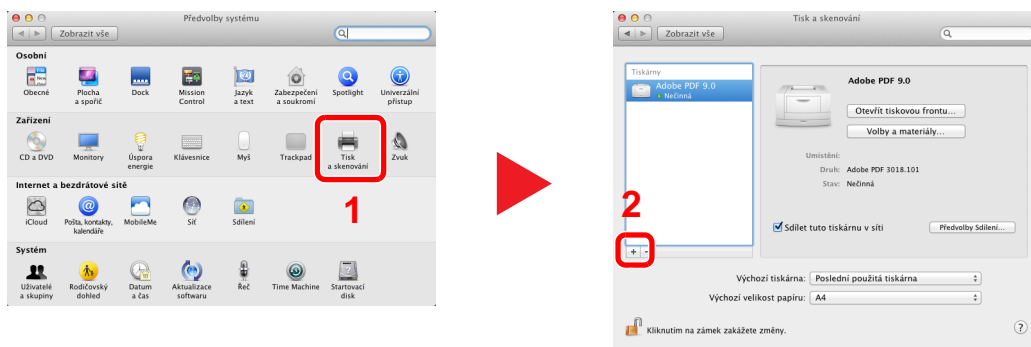 Předvolby systému
Zobrazit vše
Osobní
Obecné
Plocha
a spořič
Dock
Mission
Control
Jazyk
a text
Zabezpečení
a soukromí
Spotlight
Univerzální
přístup
Zařízení
CD a DVD
Monitory
Úspora
energie
Klávesnice
Myš
Trackpad
Tisk
a skenování
Zvuk
Internet a bezdrátové sítě
iCloud
Pošta, kontakty,
kalendáře
MobileMe
Síť
Sdílení
1
Systém
Uživatelé
a skupiny
Rodičovský
dohled
Datum
a čas
Aktualizace
softwaru
Řeč
Time Machine
Startovací
disk
Tisk a skenování
Zobrazit vše
Tiskárny
Adobe PDF 9.0
Nečinná
2
+ -
Adobe PDF 9.0
Otevřít tiskovou frontu...
Volby a materiály...
Umístění:
Druh: Adobe PDF 3018.101
Stav: Nečinná
Sdílet tuto tiskárnu v síti
Předvolby Sdílení...
Výchozí tiskárna: Poslední použitá tiskárna
Výchozí velikost papíru: A4
Kliknutím na zámek zakážete změny.
?